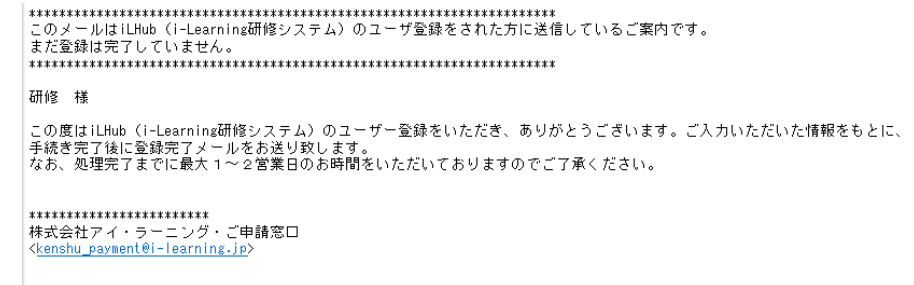 ***********************************************************************
このメールはiLHub（i-Learning研修システム）のユーザ登録をされた方に送信しているご案内です。
まだ登録は完了していません。
***********************************************************************
研修　様
この度はiLHub（i-Learning研修システム）のユーザー登録をいただき、ありがとうございます。ご入力いただいた情報をもとに、
手続き完了後に登録完了メールをお送り致します。
なお、処理完了までに最大１～２営業日のお時間をいただいておりますのでご了承ください。
************************
株式会社アイ・ラーニング・ご申請窓口
<kenshu_payment@i-learning.jp>